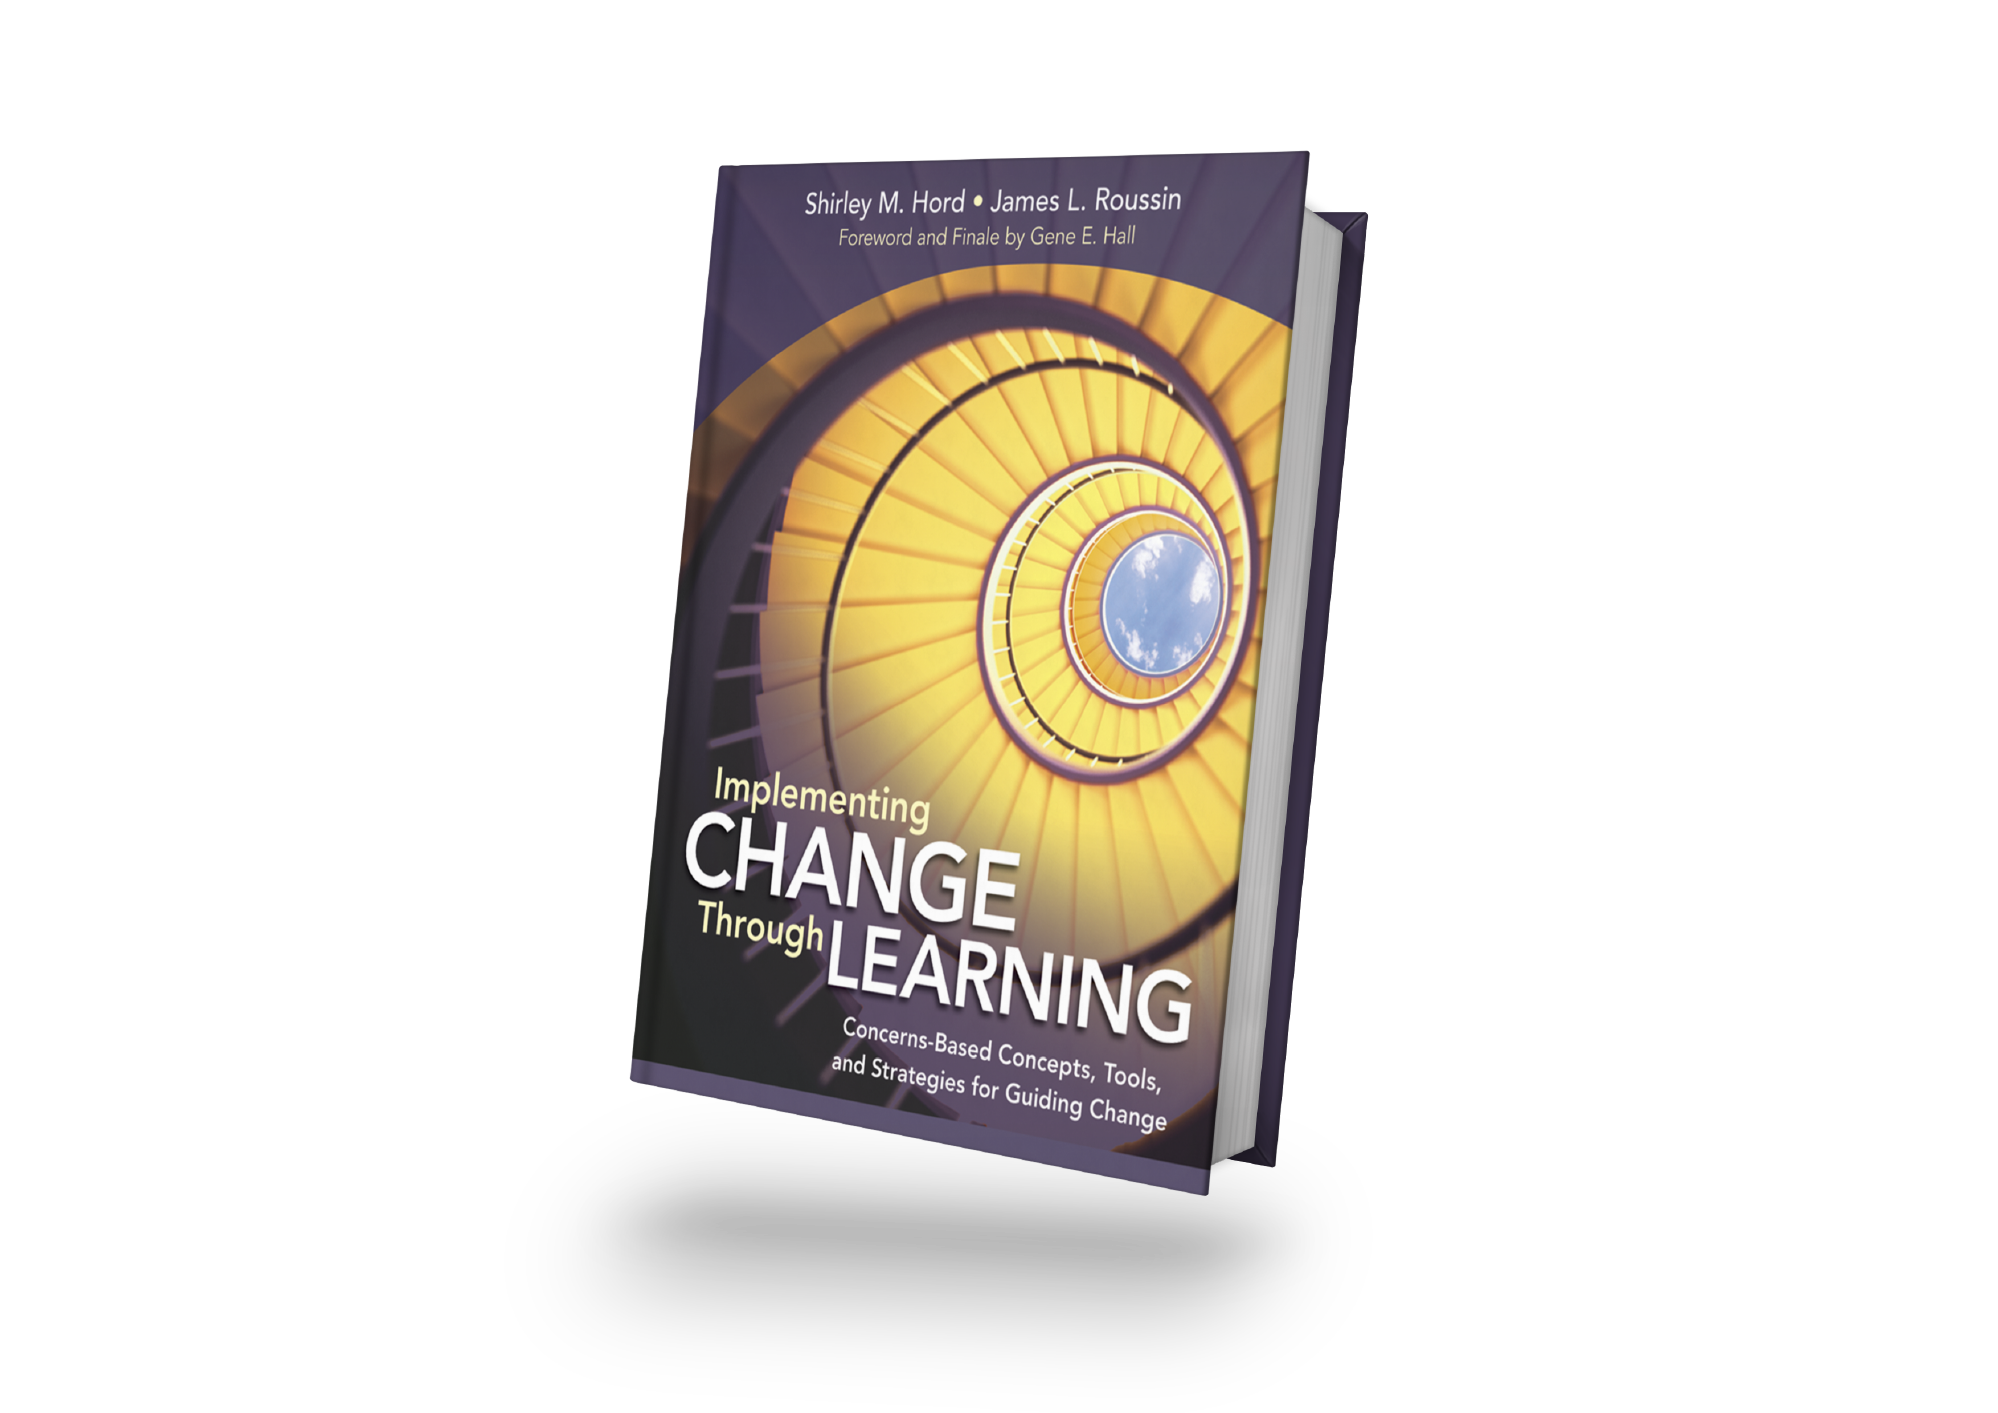 Shirley M. Hord • James L. Roussin
Foreword and Finale by Gene E. Hall
Implementing
CHANGE
Through LEARNING
Concerns-Based Concepts, Tools,
and Strategies for Guiding Change